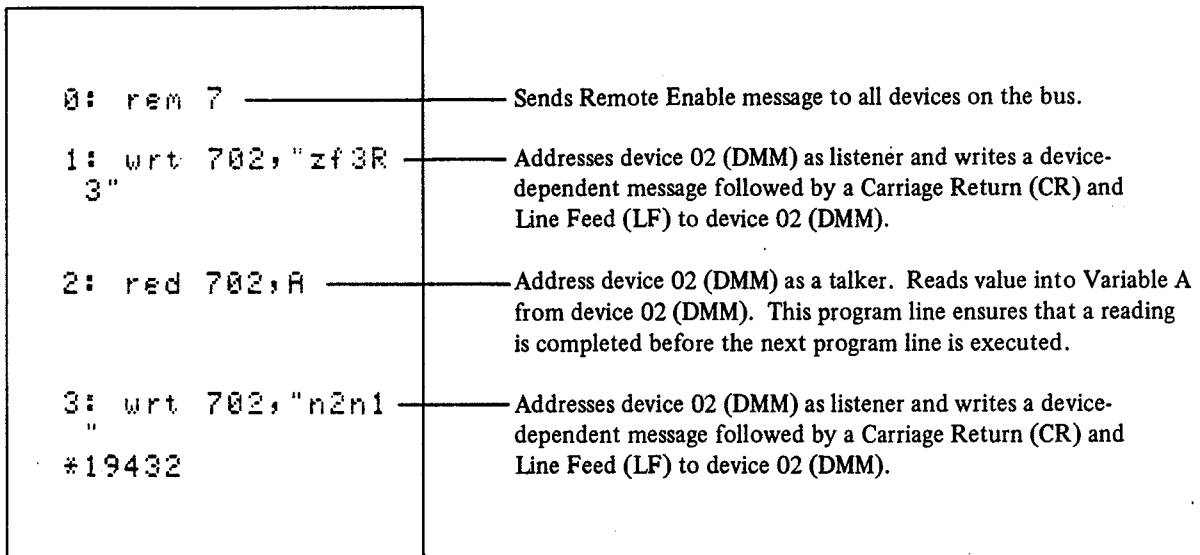 0: rem 7
Sends Remote Enable message to all devices on the bus.
1: wrt 702,"zf3R
3"
Addresses device 02 (DMM) as listener and writes a device-
dependent message followed by a Carriage Return (CR) and
Line Feed (LF) to device 02 (DMM).
2: red 702,A
Address device 02 (DMM) as a talker. Reads value into Variable A
from device 02 (DMM). This program line ensures that a reading
is completed before the next program line is executed.
3: wrt 702,"n2n1
"
*19432
Addresses device 02 (DMM) as listener and writes a device-
dependent message followed by a Carriage Return (CR) and
Line Feed (LF) to device 02 (DMM).